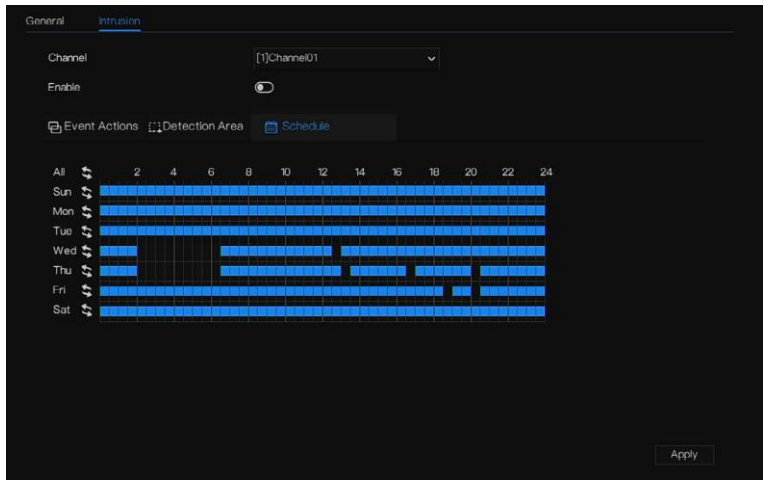 General Intrusion
Channel [1]Channel01
Enable
Event Actions Detection Area Schedule
All 2 4 6 8 10 12 14 16 18 20 22 24
Sun
Mon
Tue
Wed
Thu
Fri
Sat
Apply